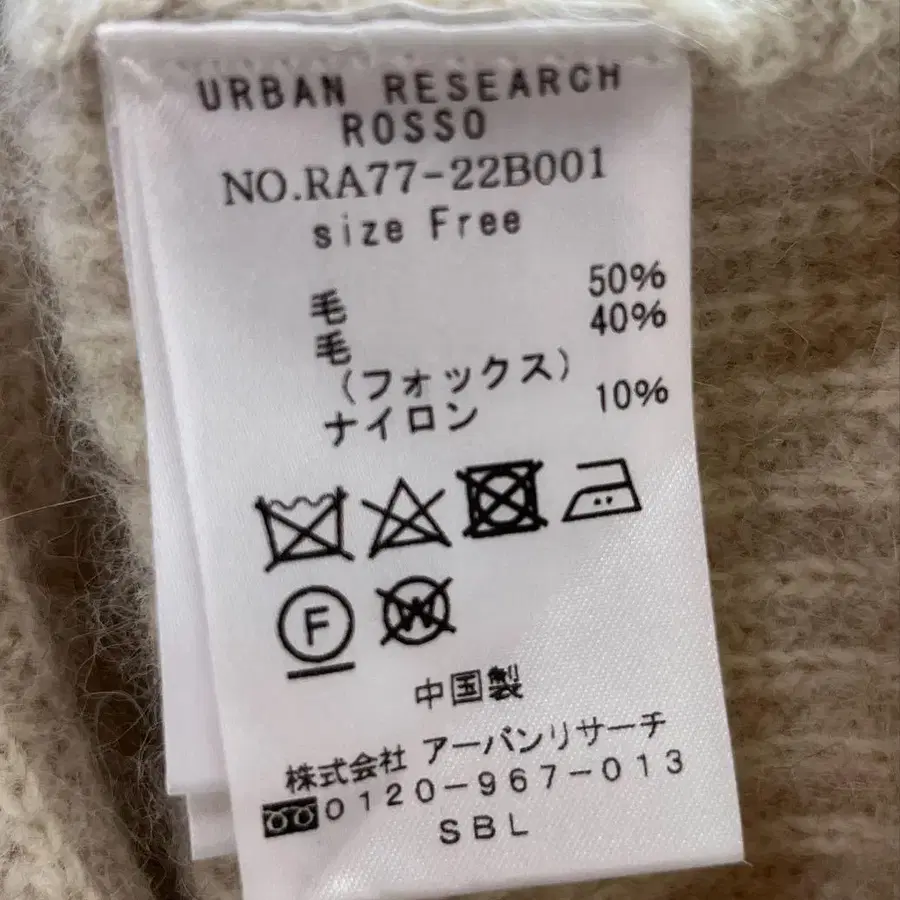 URBAN RESEARCH
ROSSO
NO.RA77-22B001
size Free
毛 50%
毛 40%
（フォックス）
ナイロン 10%
F
W
中国製
株式会社 アーバンリサーチ
0120-967-013
SBL